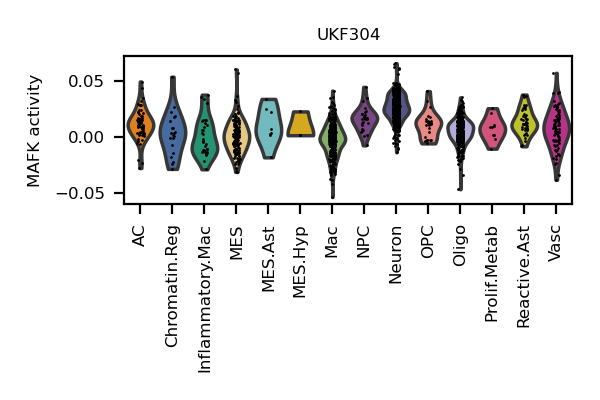 UKF304
MAFK activity
0.05
0.00
−0.05
AC
Chromatin.Reg
Inflammatory.Mac
MES
MES.Ast
MES.Hyp
Mac
NPC
Neuron
OPC
Oligo
Prolif.Metab
Reactive.Ast
Vasc